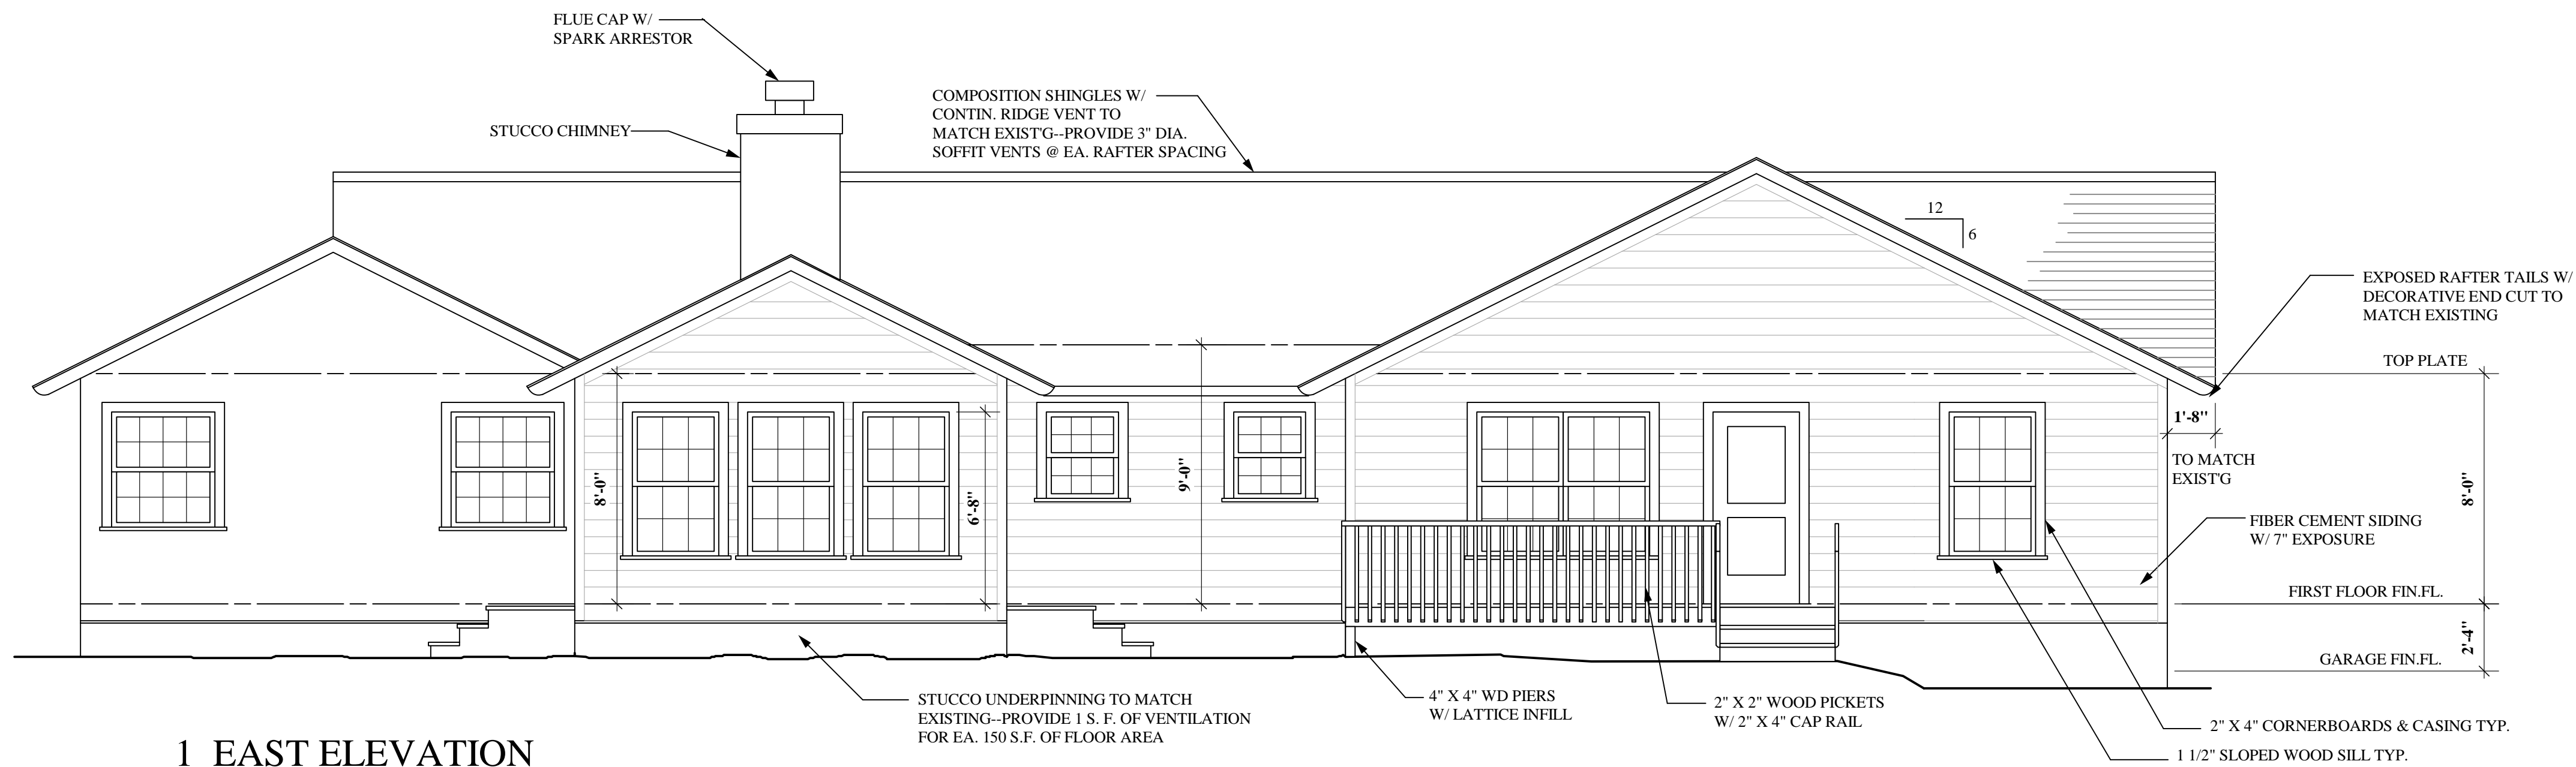 FLUE CAP W/
SPARK ARRESTOR
STUCCO CHIMNEY
COMPOSITION SHINGLES W/
CONTIN. RIDGE VENT TO
MATCH EXIST'G--PROVIDE 3" DIA.
SOFFIT VENTS @ EA. RAFTER SPACING
12
6
EXPOSED RAFTER TAILS W/
DECORATIVE END CUT TO
MATCH EXISTING
TOP PLATE
1'-8"
TO MATCH
EXIST'G
8'-0"
6'-8"
9'-0"
8'-0"
FIBER CEMENT SIDING
W/ 7" EXPOSURE
FIRST FLOOR FIN.FL.
2'-4"
GARAGE FIN.FL.
STUCCO UNDERPINNING TO MATCH
EXISTING--PROVIDE 1 S. F. OF VENTILATION
FOR EA. 150 S.F. OF FLOOR AREA
4" X 4" WD PIERS
W/ LATTICE INFILL
2" X 2" WOOD PICKETS
W/ 2" X 4" CAP RAIL
2" X 4" CORNERBOARDS & CASING TYP.
1 1/2" SLOPED WOOD SILL TYP.
1 EAST ELEVATION